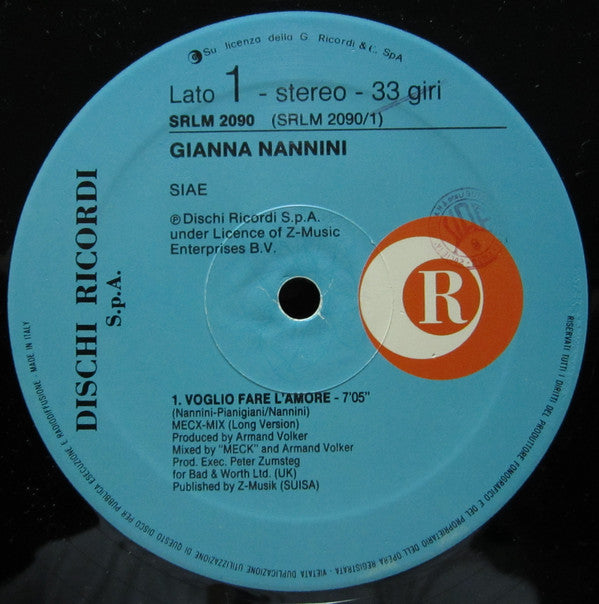 Su licenza della G. Ricordi & C. SpA
Lato 1 - stereo - 33 giri
SRLM 2090 (SRLM 2090/1)
GIANNA NANNINI
SIAE
℗ Dischi Ricordi S.p.A.
under Licence of Z-Music
Enterprises B.V.
DISCHI RICORDI
S.p.A.
R
1. VOGLIO FARE L'AMORE - 7'05"
(Nannini-Pianigiani/Nannini)
MECX-MIX (Long Version)
Produced by Armand Volker
Mixed by "MECK" and Armand Volker
Prod. Exec. Peter Zumsteg
for Bad & Worth Ltd. (UK)
Published by Z-Musik (SUISA)
RISERVATI TUTTI I DIRITTI DEL PRODUTTORE FONOGRAFICO E DEL PROPRIETARIO DELL'OPERA REGISTRATA - VIETATA DUPLICAZIONE UTILIZZAZIONE DI QUESTO DISCO PER PUBBLICA ESECUZIONE E RADIODIFFUSIONE. MADE IN ITALY